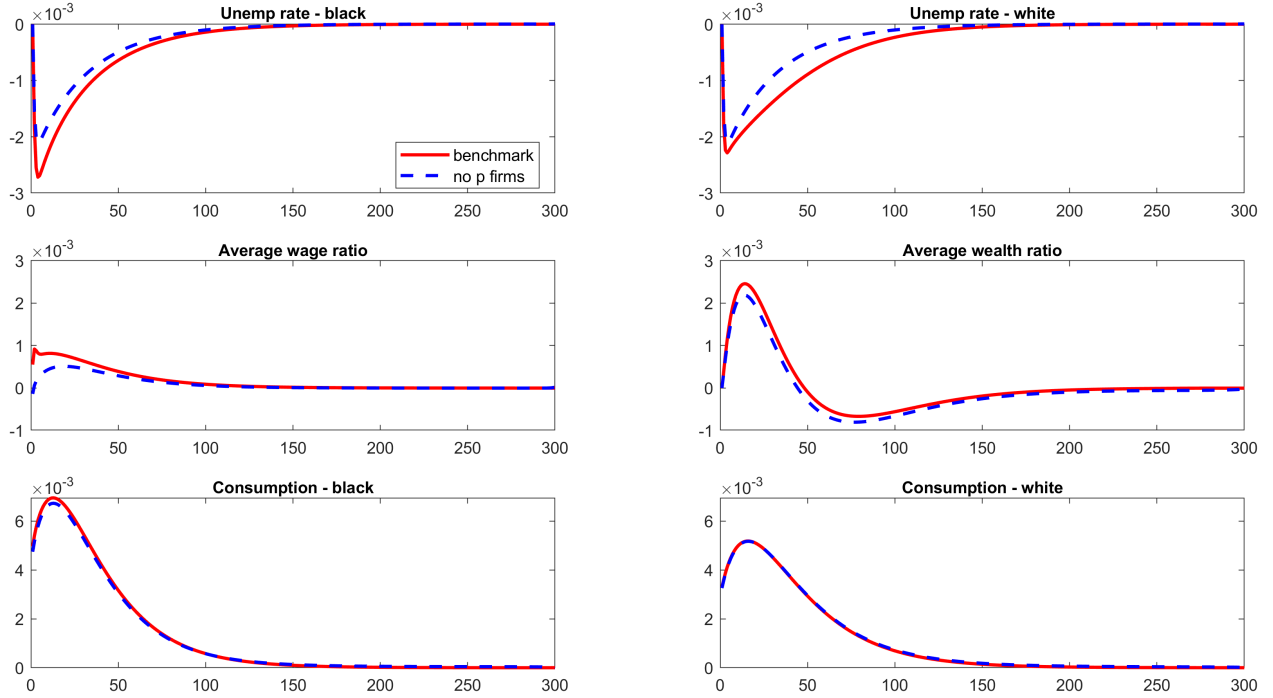 Unemp rate - black
×10-3
0
-1
-2
-3
0 50 100 150 200 250 300
benchmark
no p firms
Unemp rate - white
×10-3
0
-1
-2
-3
0 50 100 150 200 250 300
Average wage ratio
×10-3
3
2
1
0
-1
0 50 100 150 200 250 300
Average wealth ratio
×10-3
3
2
1
0
-1
0 50 100 150 200 250 300
Consumption - black
×10-3
6
4
2
0
0 50 100 150 200 250 300
Consumption - white
×10-3
6
4
2
0
0 50 100 150 200 250 300